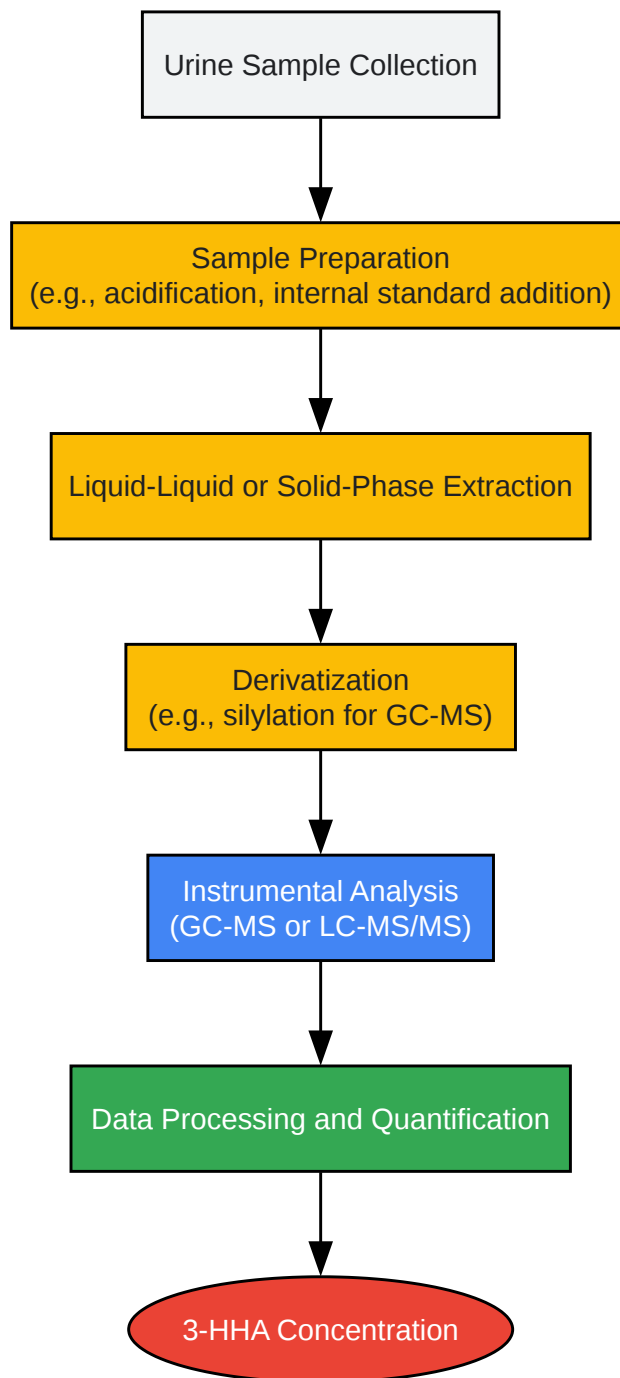 Urine Sample Collection
Sample Preparation
(e.g., acidification, internal standard addition)
Liquid-Liquid or Solid-Phase Extraction
Derivatization
(e.g., silylation for GC-MS)
Instrumental Analysis
(GC-MS or LC-MS/MS)
Data Processing and Quantification
3-HHA Concentration